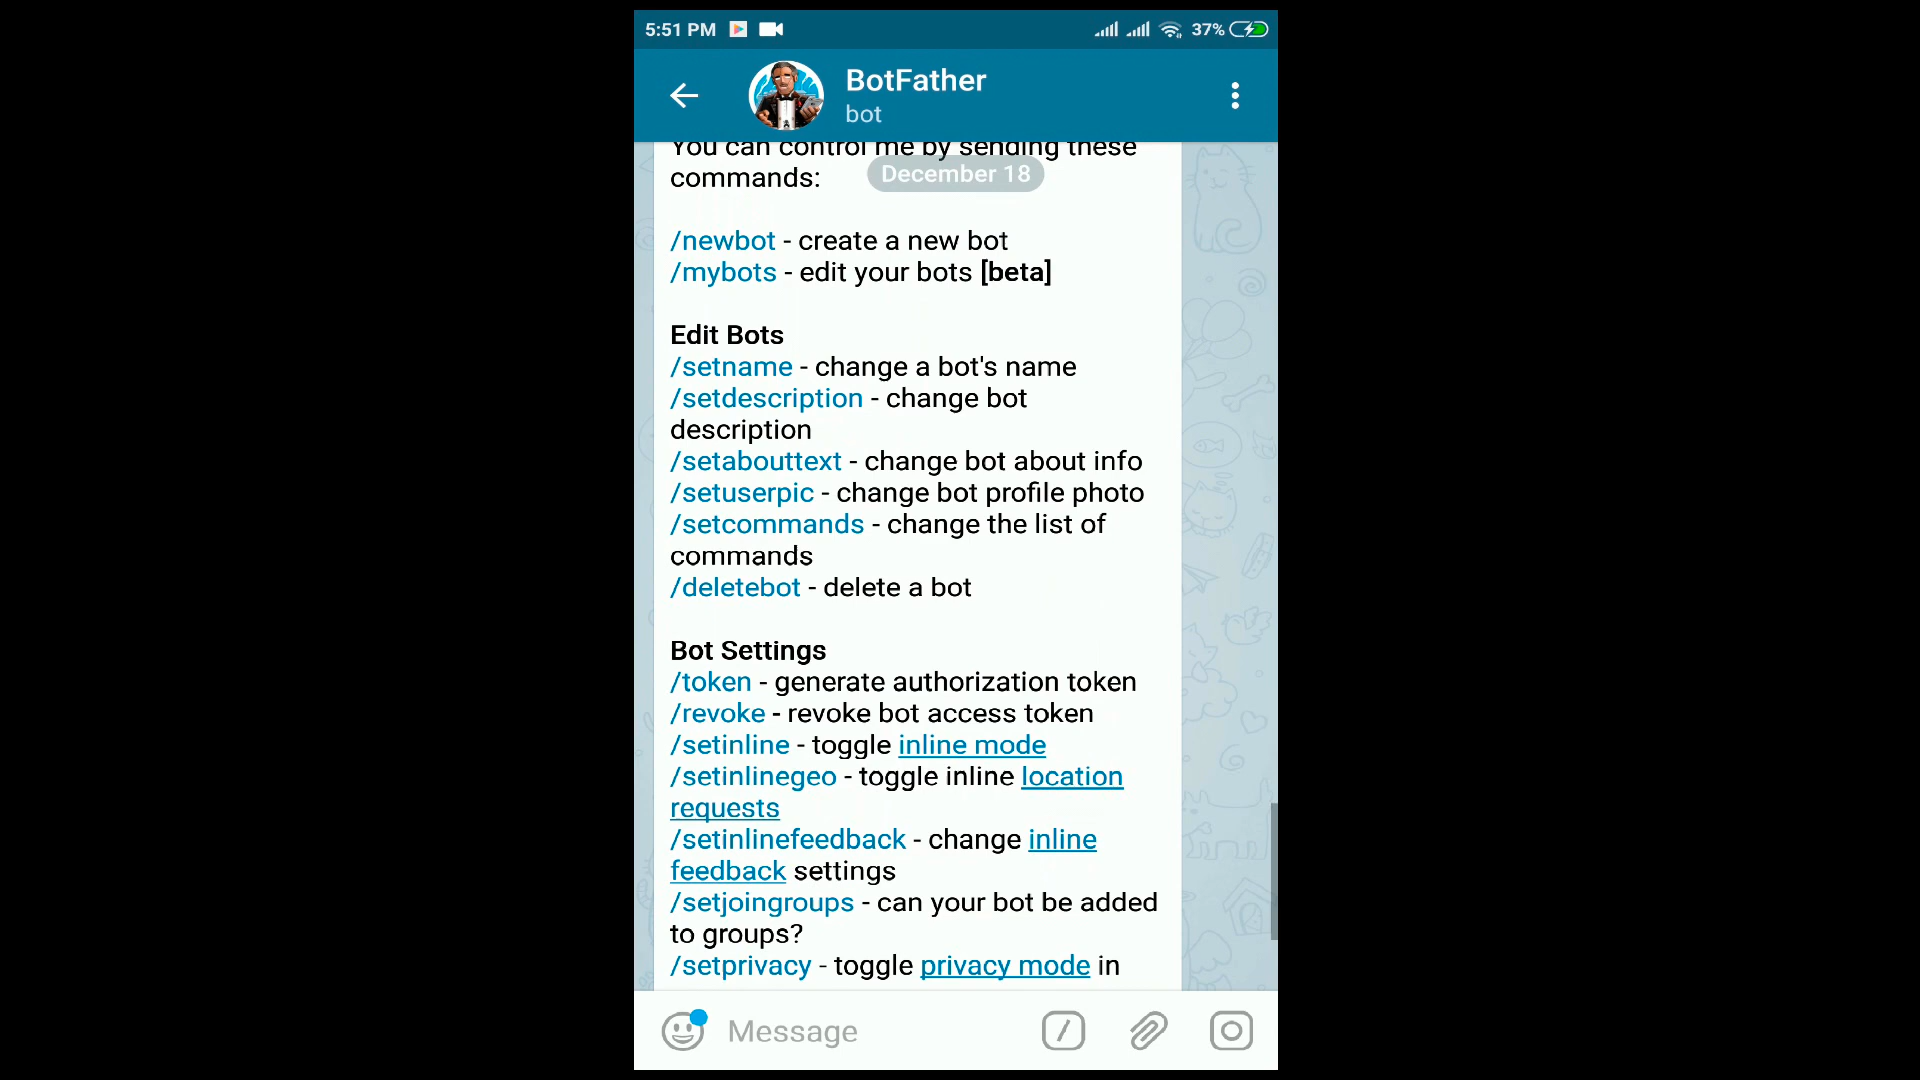 5:51 PM
37%
BotFather
bot
You can control me by sending these
commands:
December 18
/newbot - create a new bot
/mybots - edit your bots [beta]
Edit Bots
/setname - change a bot's name
/setdescription - change bot
description
/setabouttext - change bot about info
/setuserpic - change bot profile photo
/setcommands - change the list of
commands
/deletebot - delete a bot
Bot Settings
/token - generate authorization token
/revoke - revoke bot access token
/setinline - toggle inline mode
/setinlinegeo - toggle inline location
requests
/setinlinefeedback - change inline
feedback settings
/setjoingroups - can your bot be added
to groups?
/setprivacy - toggle privacy mode in
Message